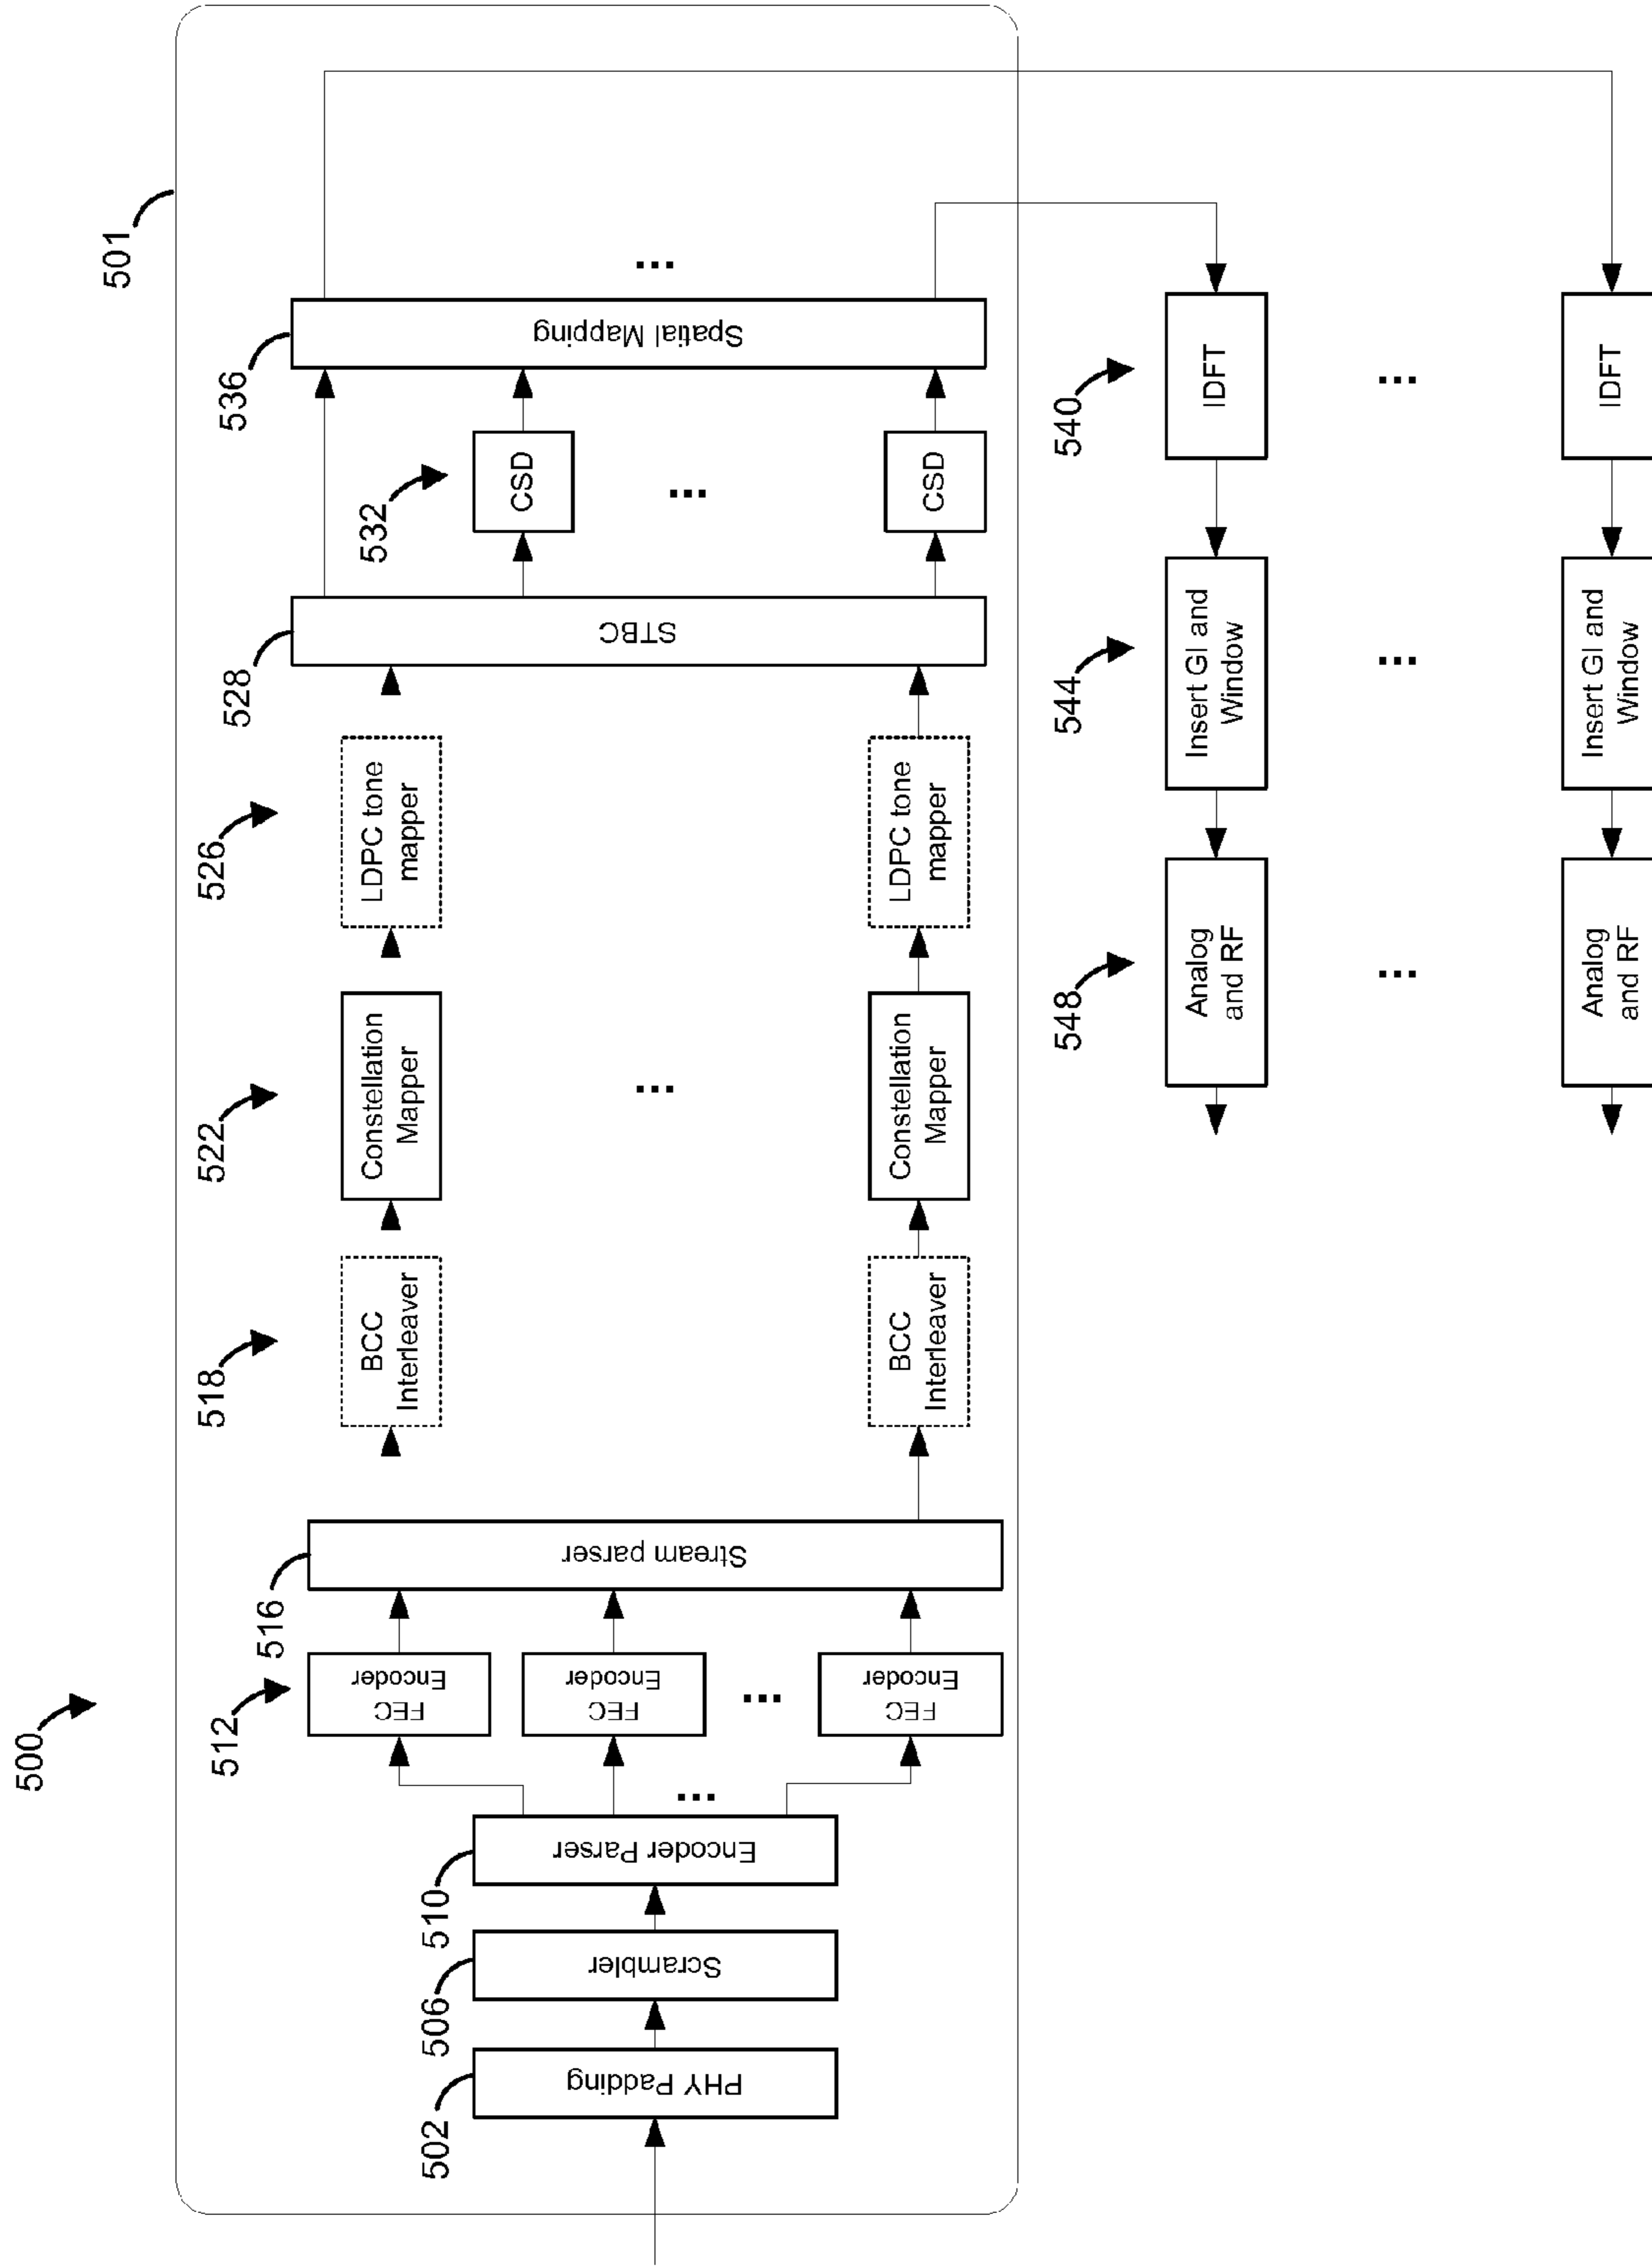 500
501
502
PHY Padding
506
Scrambler
510
Encoder Parser
...
512
FEC
Encoder
FEC
Encoder
...
FEC
Encoder
516
Stream parser
518
BCC
Interleaver
BCC
Interleaver
522
Constellation
Mapper
...
Constellation
Mapper
526
LDPC tone
mapper
LDPC tone
mapper
528
STBC
532
CSD
...
CSD
536
Spatial Mapping
...
540
IDFT
...
IDFT
544
Insert GI and
Window
...
Insert GI and
Window
548
Analog
and RF
...
Analog
and RF